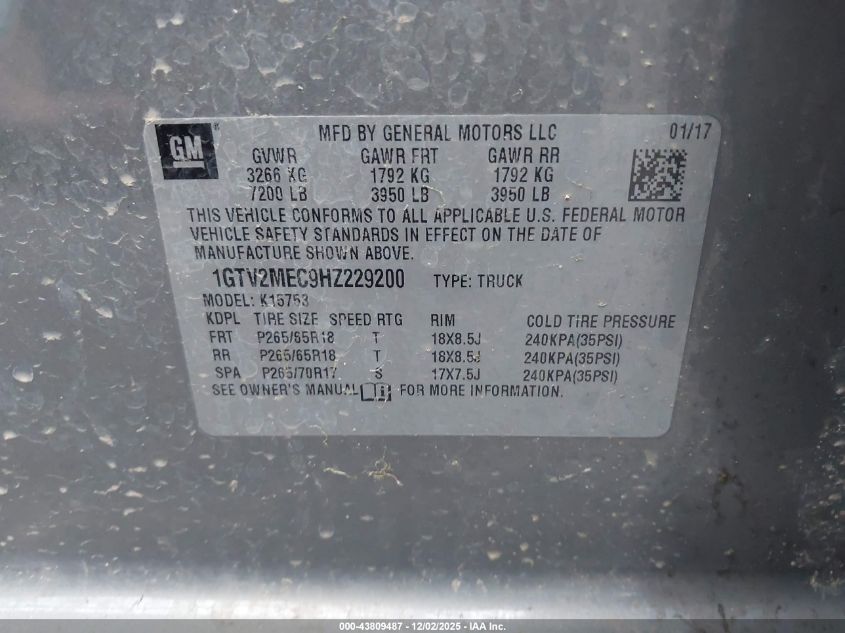 GM ® MFD BY GENERAL MOTORS LLC 01/17
GVWR GAWR FRT GAWR RR
3266 KG 1792 KG 1792 KG
7200 LB 3950 LB 3950 LB
THIS VEHICLE CONFORMS TO ALL APPLICABLE U.S. FEDERAL MOTOR
VEHICLE SAFETY STANDARDS IN EFFECT ON THE DATE OF
MANUFACTURE SHOWN ABOVE.
1GTV2MEC9HZ229200 TYPE: TRUCK
MODEL: K15753
KDPL TIRE SIZE SPEED RTG RIM COLD TIRE PRESSURE
FRT P265/65R18 T 18X8.5J 240KPA(35PSI)
RR P265/65R18 T 18X8.5J 240KPA(35PSI)
SPA P265/70R17 S 17X7.5J 240KPA(35PSI)
SEE OWNER'S MANUAL FOR MORE INFORMATION.
000-43809487 - 12/02/2025 - IAA Inc.